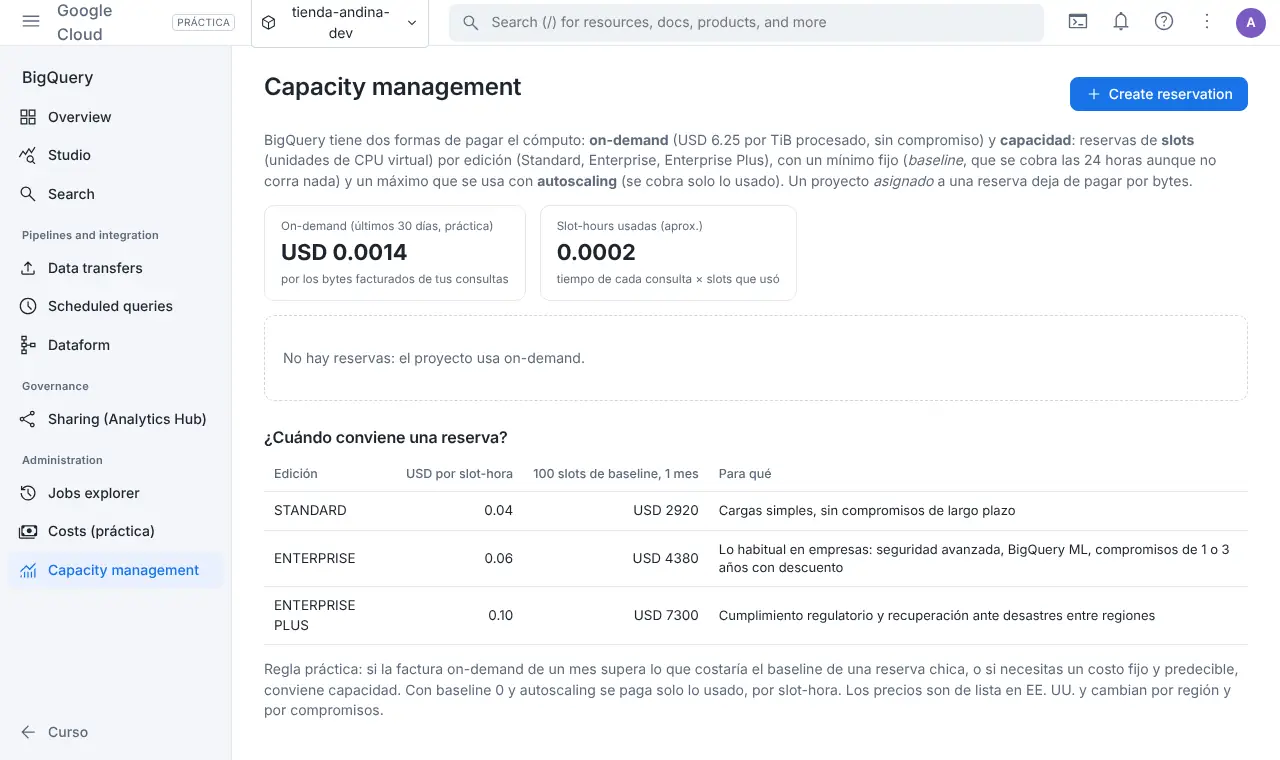 Google Cloud
PRÁCTICA
tienda-andina-dev
Search (/) for resources, docs, products, and more
A
BigQuery
Overview
Studio
Search
Pipelines and integration
Data transfers
Scheduled queries
Dataform
Governance
Sharing (Analytics Hub)
Administration
Jobs explorer
Costs (práctica)
Capacity management
Curso
Capacity management
Create reservation
BigQuery tiene dos formas de pagar el cómputo: on-demand (USD 6.25 por TiB procesado, sin compromiso) y capacidad: reservas de slots
(unidades de CPU virtual) por edición (Standard, Enterprise, Enterprise Plus), con un mínimo fijo (baseline, que se cobra las 24 horas aunque no
corra nada) y un máximo que se usa con autoscaling (se cobra solo lo usado). Un proyecto asignado a una reserva deja de pagar por bytes.
On-demand (últimos 30 días, práctica)
USD 0.0014
por los bytes facturados de tus consultas
Slot-hours usadas (aprox.)
0.0002
tiempo de cada consulta × slots que usó
No hay reservas: el proyecto usa on-demand.
¿Cuándo conviene una reserva?
Edición USD por slot-hora 100 slots de baseline, 1 mes Para qué
STANDARD 0.04 USD 2920 Cargas simples, sin compromisos de largo plazo
ENTERPRISE 0.06 USD 4380 Lo habitual en empresas: seguridad avanzada, BigQuery ML, compromisos de 1 o 3
años con descuento
ENTERPRISE PLUS 0.10 USD 7300 Cumplimiento regulatorio y recuperación ante desastres entre regiones
Regla práctica: si la factura on-demand de un mes supera lo que costaría el baseline de una reserva chica, o si necesitas un costo fijo y predecible,
conviene capacidad. Con baseline 0 y autoscaling se paga solo lo usado, por slot-hora. Los precios son de lista en EE. UU. y cambian por región y
por compromisos.